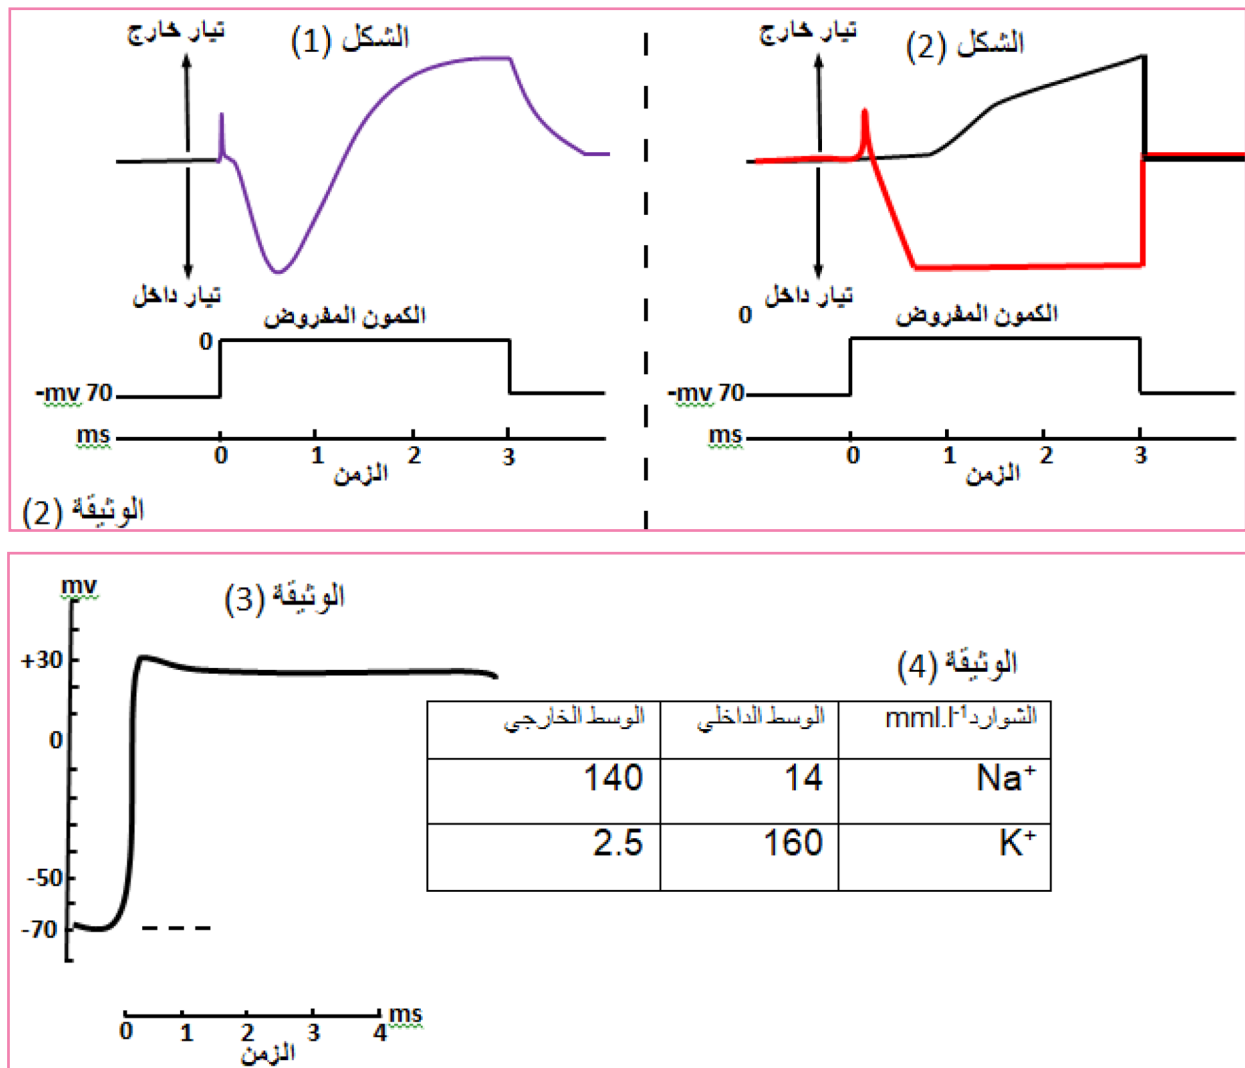 الشكل (1)
تيار خارج
تيار داخل
الكمون المفروض
0
-mv 70
ms
0 1 2 3
الزمن
الشكل (2)
تيار خارج
تيار داخل
0
الكمون المفروض
-mv 70
ms
0 1 2 3
الزمن
الوثيقة (2)
الوثيقة (3)
mv
+30
0
-50
-70
0 1 2 3 4 ms
الزمن
الوثيقة (4)
الشوارد mml.l-1 الوسط الداخلي الوسط الخارجي
Na+ 14 140
K+ 160 2.5